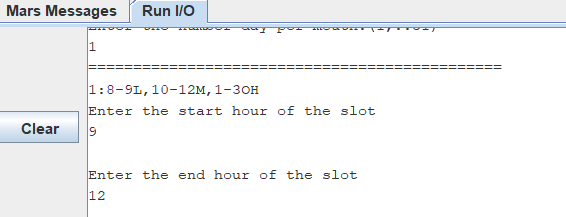 Mars Messages Run I/O
1
==============================================
1:8-9L,10-12M,1-3OH
Enter the start hour of the slot
Clear
9
Enter the end hour of the slot
12